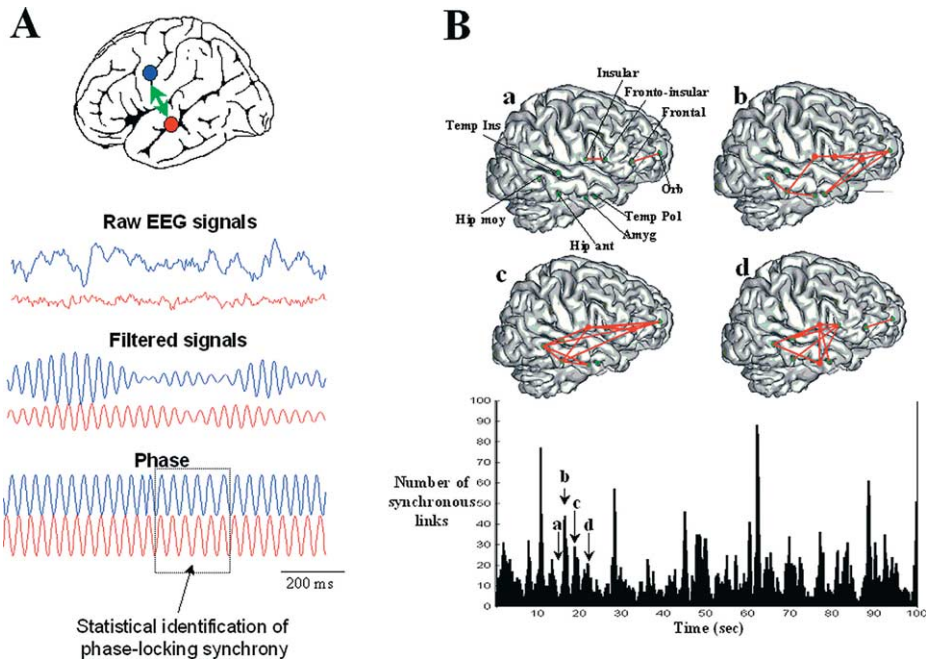 A
Raw EEG signals
Filtered signals
Phase
200 ms
Statistical identification of
phase-locking synchrony
B
a
Insular
Fronto-insular
Frontal
Temp Ins
Orb
Hip moy
Temp Pol
Amyg
Hip ant
b
c
d
100
90
80
70
60
50
40
30
20
10
0
Number of
synchronous
links
a
b
c
d
10 20 30 40 50 60 70 80 90 100
Time (sec)